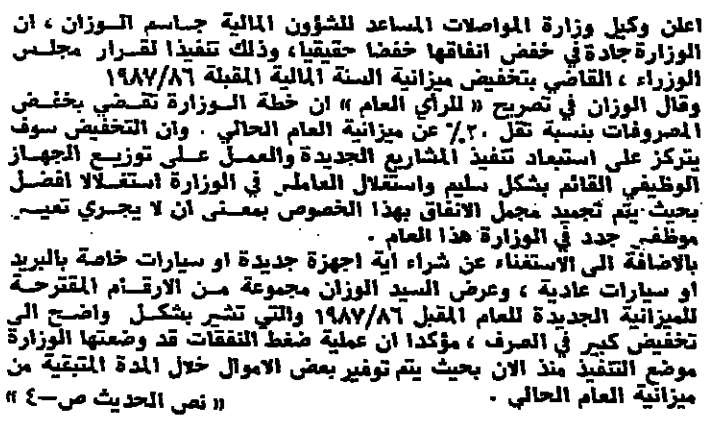 اعلن وكيل وزارة المواصلات المساعد للشؤون المالية جاسم الوزان ، ان
الوزارة جادة في خفض انفاقها خفضا حقيقيا، وذلك تنفيذا لقرار مجلس
الوزراء ، القاضي بتخفيض ميزانية السنة المالية المقبلة ١٩٨٧/٨٦
وقال الوزان في تصريح « للرأي العام » ان خطة الوزارة تقضي بخفض
المصروفات بنسبة تقل ٢٠٪ عن ميزانية العام الحالي . وان التخفيض سوف
يتركز على استبعاد تنفيذ المشاريع الجديدة والعمل على توزيع الجهاز
الوظيفي القائم بشكل سليم واستغلال العاملين في الوزارة استغلالا افضل
بحيث يتم تجميد مجمل الانفاق بهذا الخصوص بمعنى ان لا يجري تعيين
موظفين جدد في الوزارة هذا العام .
بالاضافة الى الاستغناء عن شراء اية اجهزة جديدة او سيارات خاصة بالبريد
او سيارات عادية ، وعرض السيد الوزان مجموعة من الارقام المقترحة
للميزانية الجديدة للعام المقبل ١٩٨٧/٨٦ والتي تشير بشكل واضح الى
تخفيض كبير في الصرف ، مؤكدا ان عملية ضغط النفقات قد وضعتها الوزارة
موضع التنفيذ منذ الان بحيث يتم توفير بعض الاموال خلال المدة المتبقية من
ميزانية العام الحالي .
« نص الحديث ص—٤ »